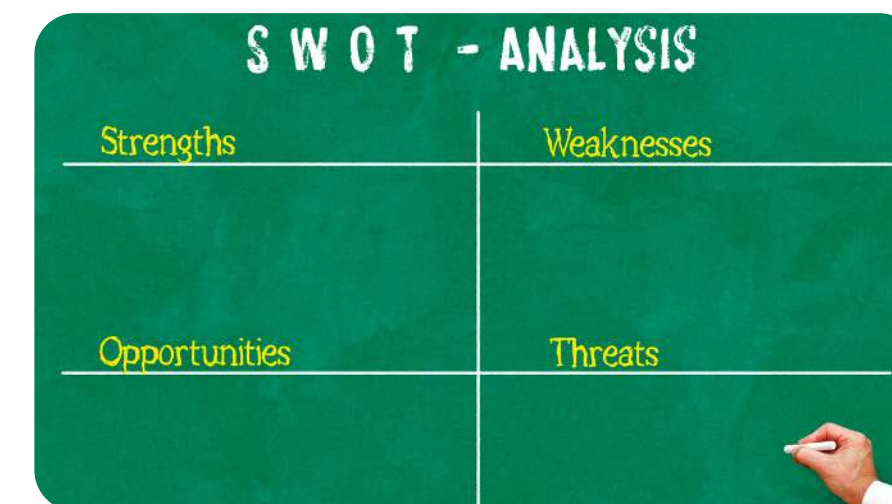 S W O T - ANALYSIS
Strengths Weaknesses
Opportunities Threats